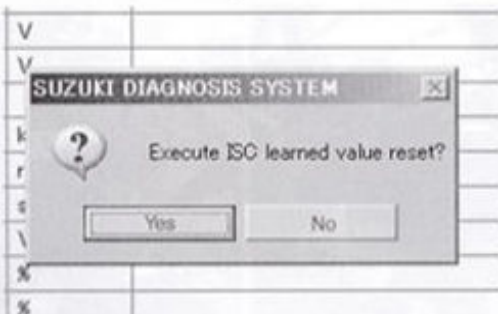 V
V
SUZUKI DIAGNOSIS SYSTEM
k
?
Execute ISC learned value reset?
r
s
Yes
No
\
%
%